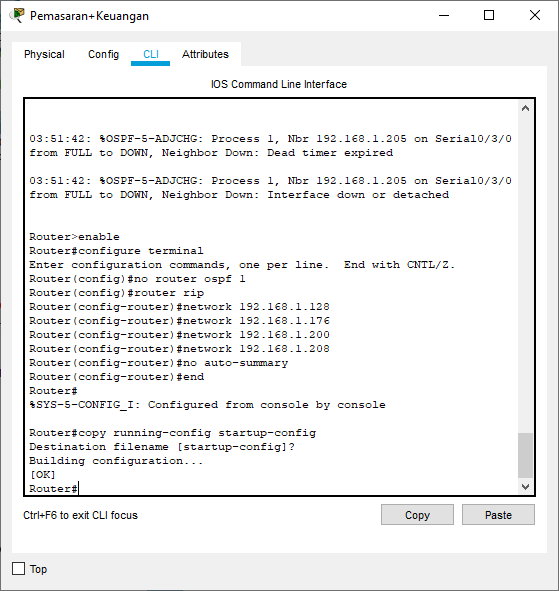 Pemasaran+Keuangan
Physical Config CLI Attributes
IOS Command Line Interface
03:51:42: %OSPF-5-ADJCHG: Process 1, Nbr 192.168.1.205 on Serial0/3/0
from FULL to DOWN, Neighbor Down: Dead timer expired
03:51:42: %OSPF-5-ADJCHG: Process 1, Nbr 192.168.1.205 on Serial0/3/0
from FULL to DOWN, Neighbor Down: Interface down or detached
Router>enable
Router#configure terminal
Enter configuration commands, one per line.  End with CNTL/Z.
Router(config)#no router ospf 1
Router(config)#router rip
Router(config-router)#network 192.168.1.128
Router(config-router)#network 192.168.1.176
Router(config-router)#network 192.168.1.200
Router(config-router)#network 192.168.1.208
Router(config-router)#no auto-summary
Router(config-router)#end
Router#
%SYS-5-CONFIG_I: Configured from console by console
Router#copy running-config startup-config
Destination filename [startup-config]?
Building configuration...
[OK]
Router#
Ctrl+F6 to exit CLI focus
Copy Paste
Top